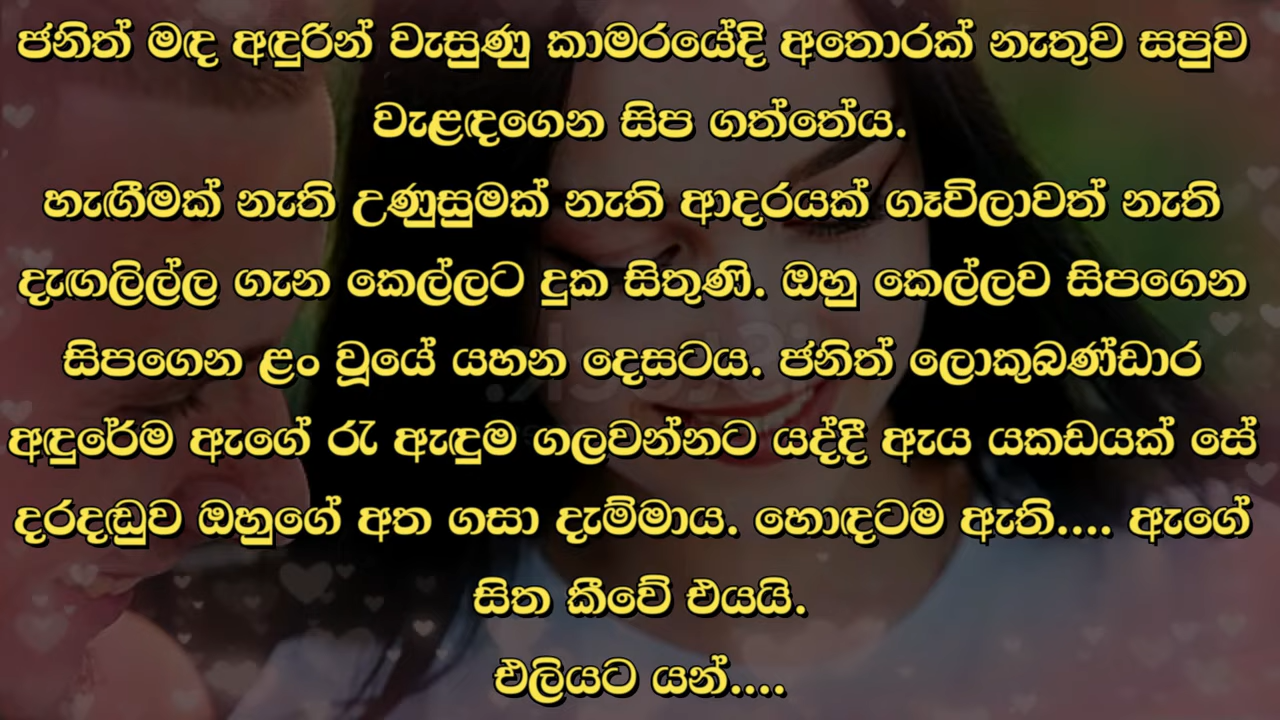 ජනිත් මඳ අඳුරින් වැසුණු කාමරයේදි අතොරක් නැතුව සපුව
වැළඳගෙන සිප ගත්තේය.
හැඟීමක් නැති උණුසුමක් නැති ආදරයක් ගෑවිලාවත් නැති
දැඟලිල්ල ගැන කෙල්ලට දුක සිතුණි. ඔහු කෙල්ලව සිපගෙන
සිපගෙන ළං වූයේ යහන දෙසටය. ජනිත් ලොකුබණ්ඩාර
අඳුරේම ඇගේ රැ ඇඳුම ගලවන්නට යද්දී ඇය යකඩයක් සේ
දරදඬුව ඔහුගේ අත ගසා දැම්මාය. හොඳටම ඇති.... ඇගේ
සිත කීවේ එයයි.
එලියට යන්....